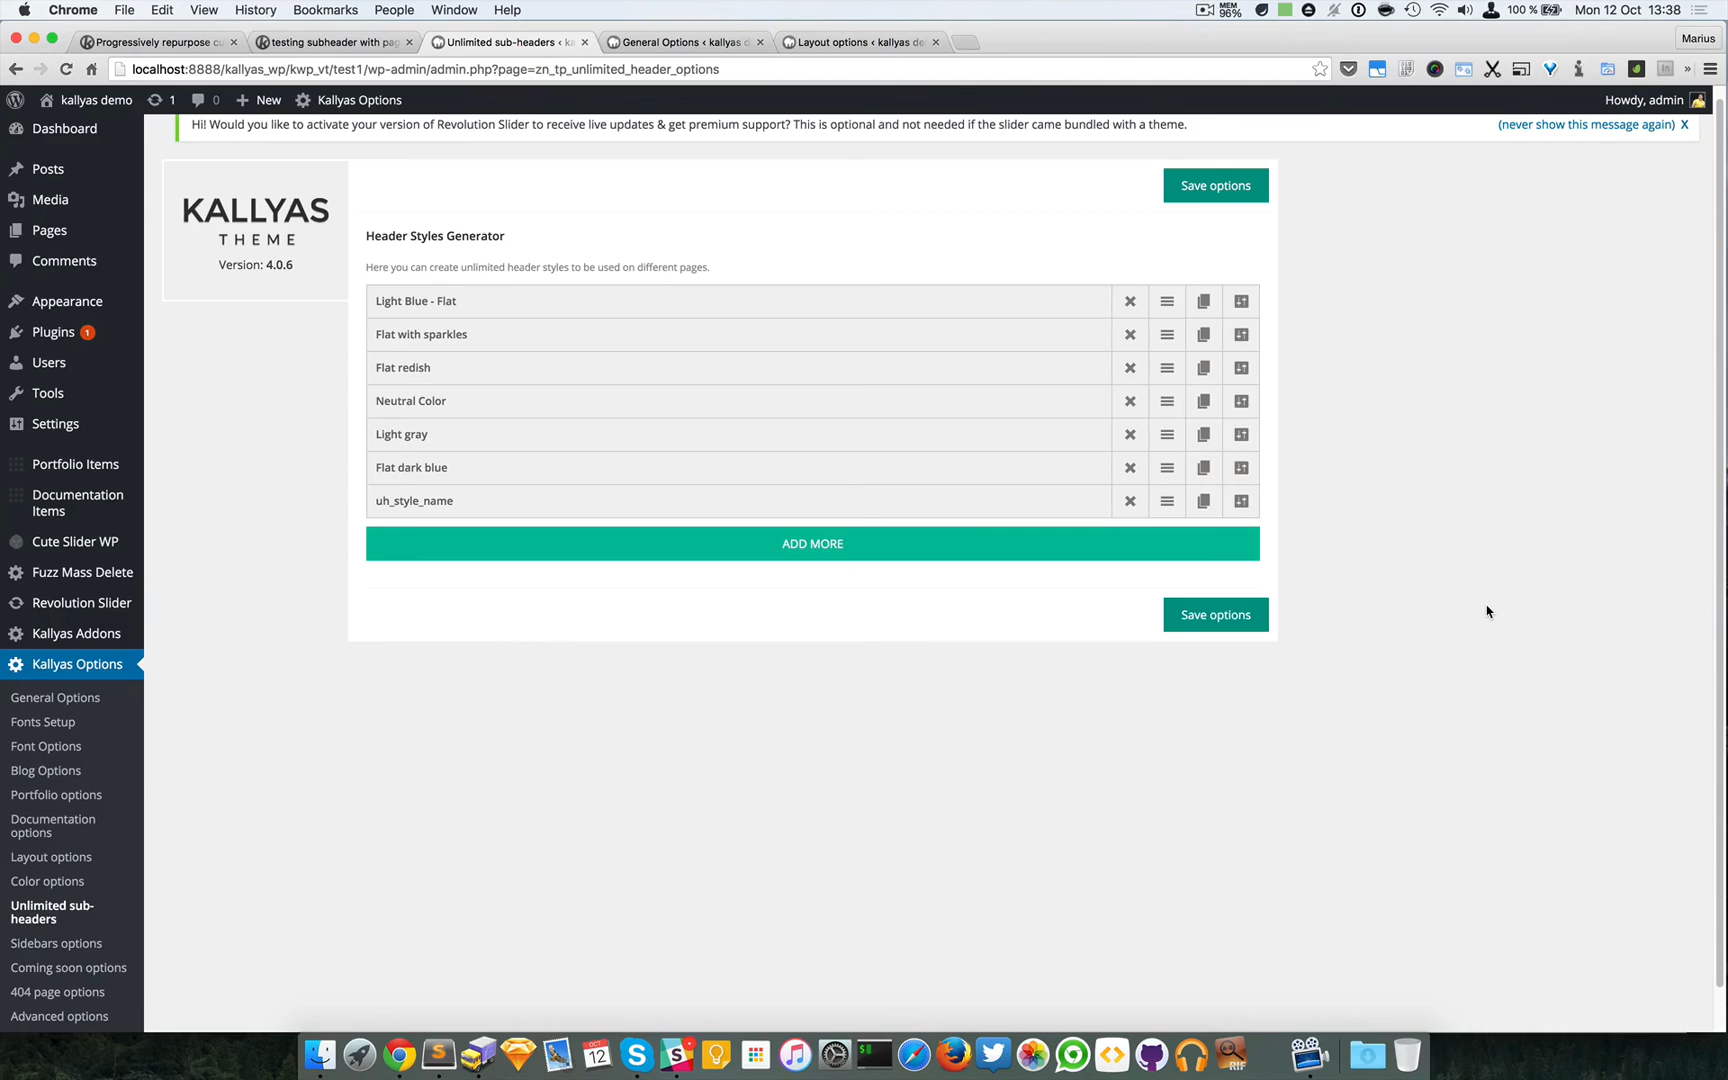 Chrome File Edit View History Bookmarks People Window Help MEM 96% 100 % Mon 12 Oct 13:38
Progressively repurpose testing subheader with pag Unlimited sub-headers ‹ ka General Options ‹ kallyas d Layout options ‹ kallyas de Marius
localhost:8888/kallyas_wp/kwp_vt/test1/wp-admin/admin.php?page=zn_tp_unlimited_header_options
kallyas demo 1 0 + New Kallyas Options Howdy, admin
Hi! Would you like to activate your version of Revolution Slider to receive live updates & get premium support? This is optional and not needed if the slider came bundled with a theme. (never show this message again) X
Dashboard
Posts
Media
Pages
Comments
Appearance
Plugins 1
Users
Tools
Settings
Portfolio Items
Documentation
Items
Cute Slider WP
Fuzz Mass Delete
Revolution Slider
Kallyas Addons
Kallyas Options
General Options
Fonts Setup
Font Options
Blog Options
Portfolio options
Documentation
options
Layout options
Color options
Unlimited sub-
headers
Sidebars options
Coming soon options
404 page options
Advanced options
KALLYAS
THEME
Version: 4.0.6
Save options
Header Styles Generator
Here you can create unlimited header styles to be used on different pages.
Light Blue - Flat
Flat with sparkles
Flat redish
Neutral Color
Light gray
Flat dark blue
uh_style_name
ADD MORE
Save options
OCT
12
RIF